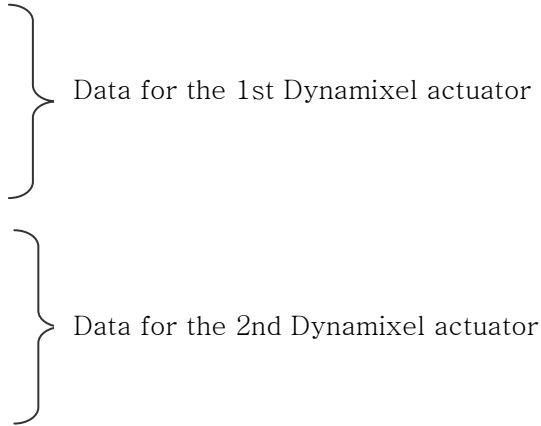 Data for the 1st Dynamixel actuator
Data for the 2nd Dynamixel actuator